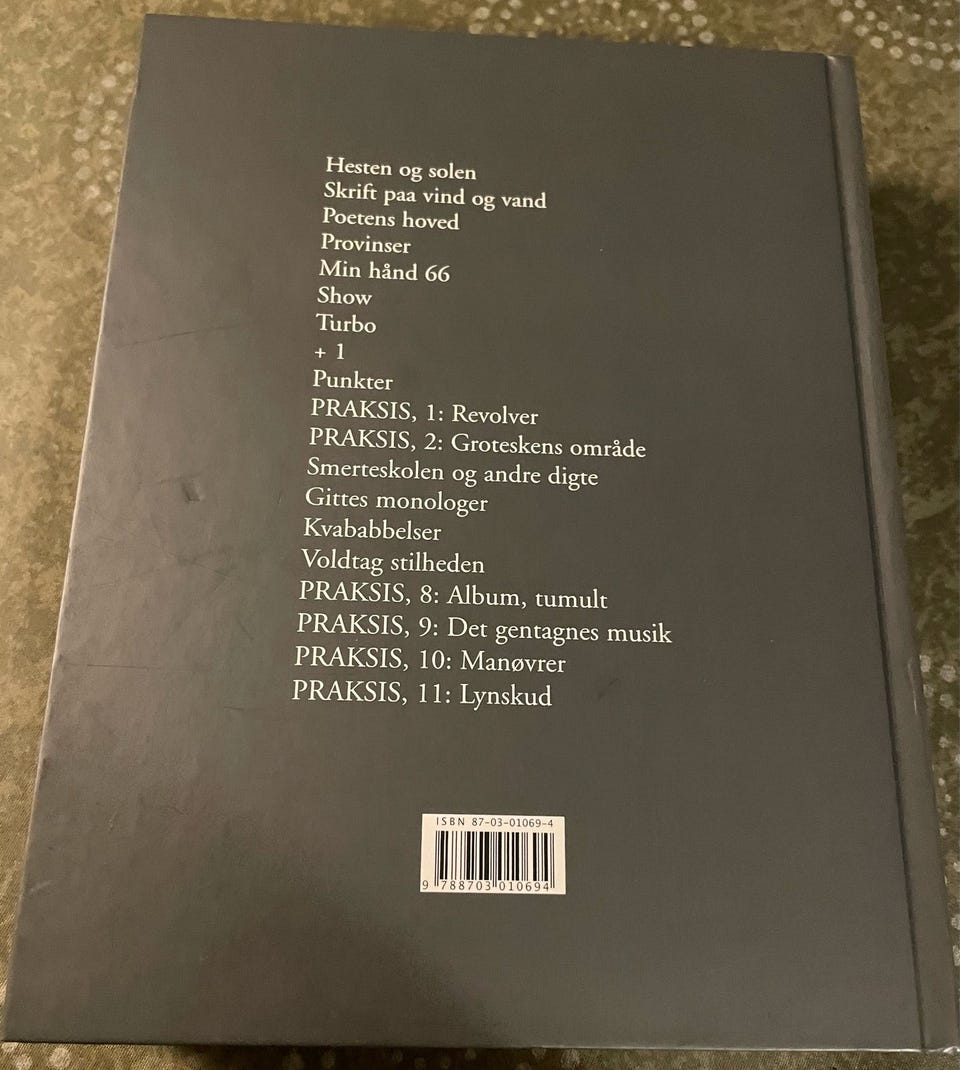 Hesten og solen
Skrift paa vind og vand
Poetens hoved
Provinser
Min hånd 66
Show
Turbo
+ 1
Punkter
PRAKSIS, 1: Revolver
PRAKSIS, 2: Groteskens område
Smerteskolen og andre digte
Gittes monologer
Kvababbelser
Voldtag stilheden
PRAKSIS, 8: Album, tumult
PRAKSIS, 9: Det gentagnes musik
PRAKSIS, 10: Manøvrer
PRAKSIS, 11: Lynskud
ISBN 87-03-01069-4
9 788703 010694